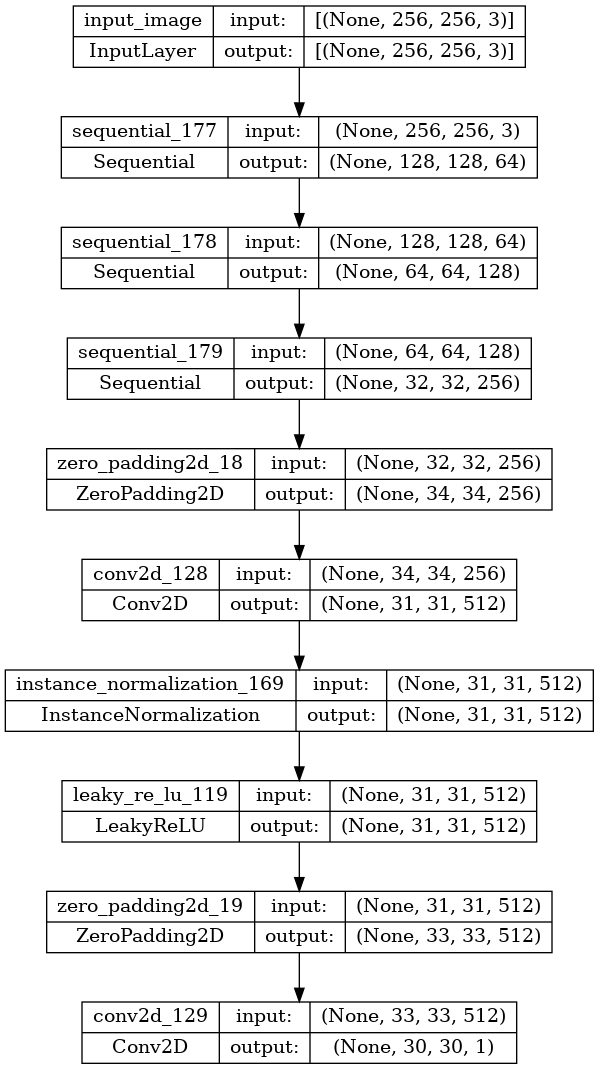 input_image input: [(None, 256, 256, 3)]
InputLayer output: [(None, 256, 256, 3)]
sequential_177 input: (None, 256, 256, 3)
Sequential output: (None, 128, 128, 64)
sequential_178 input: (None, 128, 128, 64)
Sequential output: (None, 64, 64, 128)
sequential_179 input: (None, 64, 64, 128)
Sequential output: (None, 32, 32, 256)
zero_padding2d_18 input: (None, 32, 32, 256)
ZeroPadding2D output: (None, 34, 34, 256)
conv2d_128 input: (None, 34, 34, 256)
Conv2D output: (None, 31, 31, 512)
instance_normalization_169 input: (None, 31, 31, 512)
InstanceNormalization output: (None, 31, 31, 512)
leaky_re_lu_119 input: (None, 31, 31, 512)
LeakyReLU output: (None, 31, 31, 512)
zero_padding2d_19 input: (None, 31, 31, 512)
ZeroPadding2D output: (None, 33, 33, 512)
conv2d_129 input: (None, 33, 33, 512)
Conv2D output: (None, 30, 30, 1)